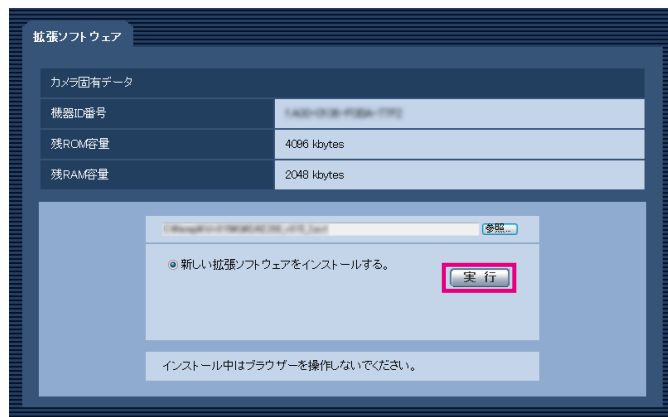 拡張ソフトウェア
カメラ固有データ
機器ID番号
残ROM容量 4096 kbytes
残RAM容量 2048 kbytes
参照...
新しい拡張ソフトウェアをインストールする。
実 行
インストール中はブラウザーを操作しないでください。